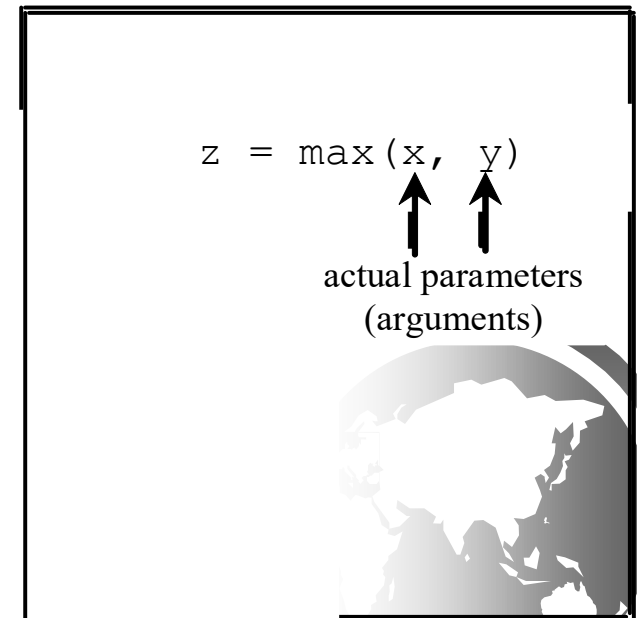 z = max(x, y)
actual parameters
(arguments)